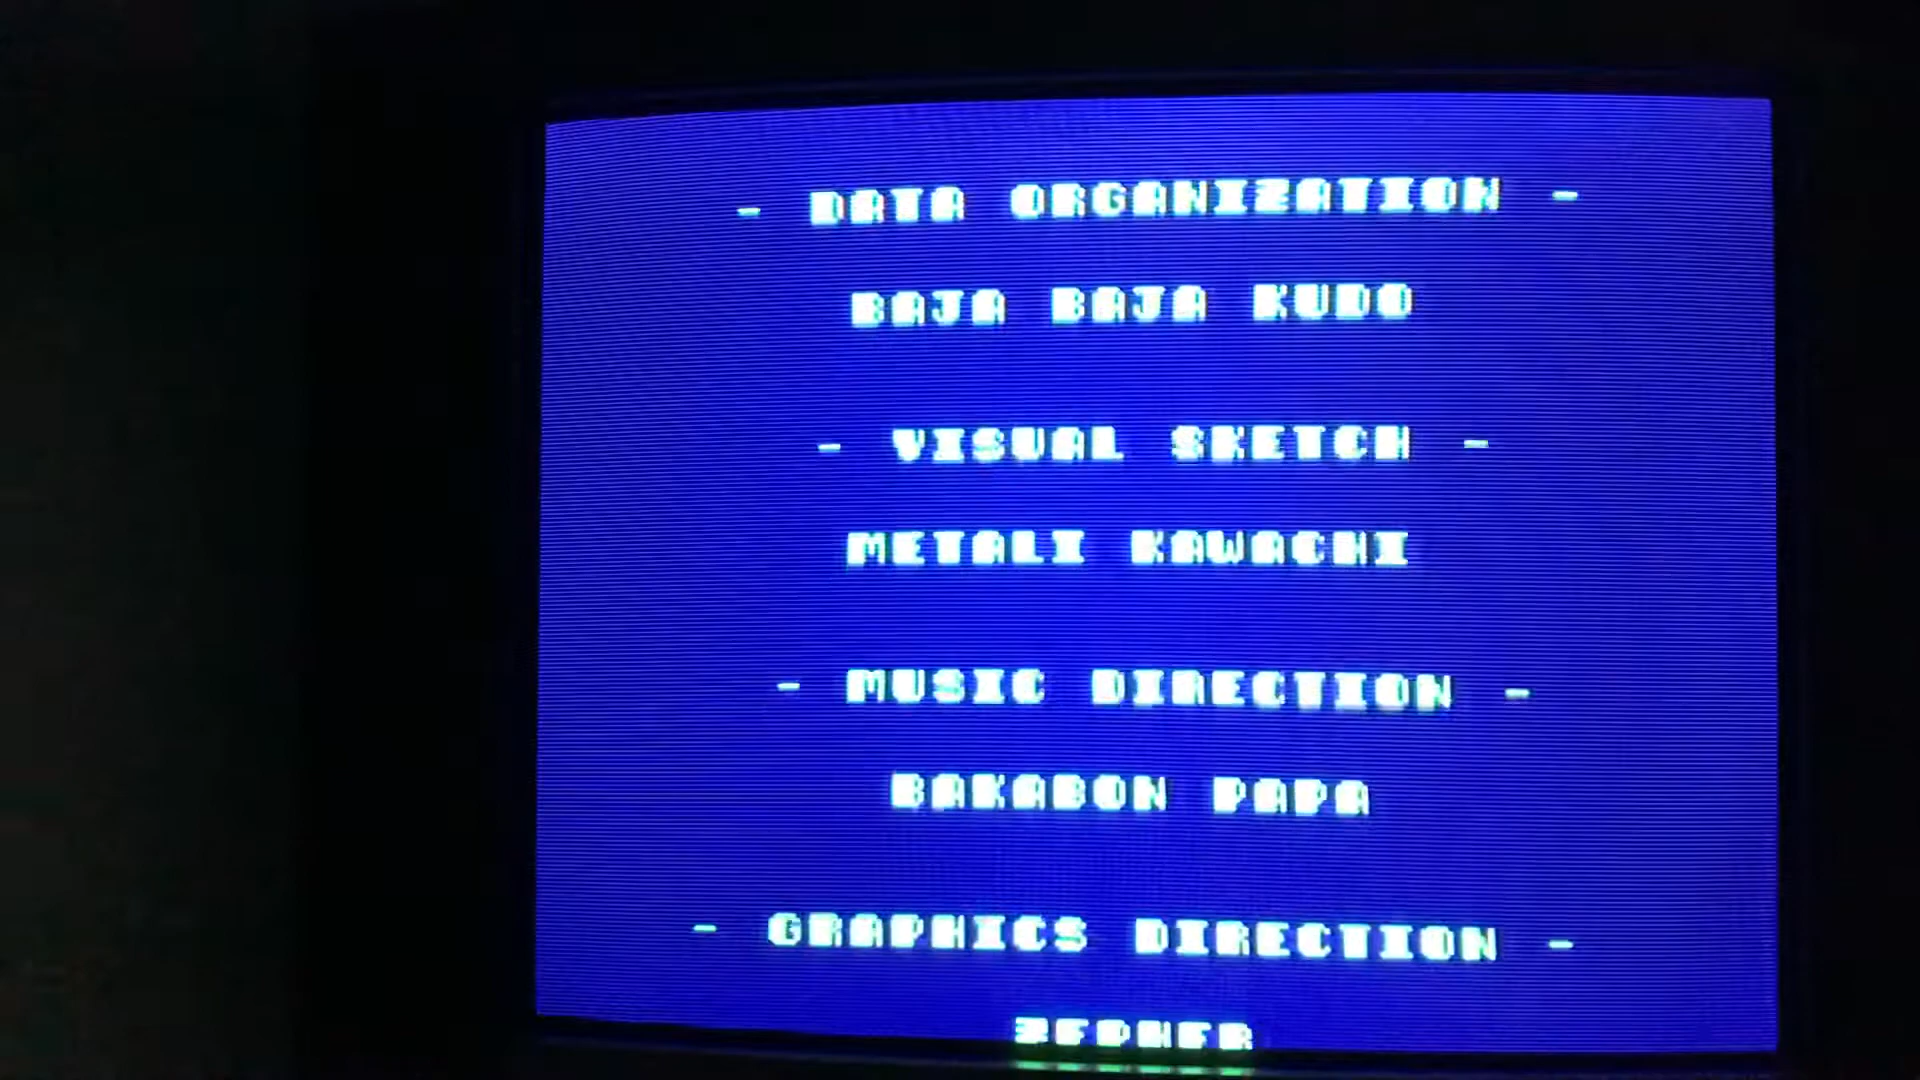 - DATA ORGANIZATION -
BAJA BAJA KUDO
- VISUAL SKETCH -
METALI KAWACHI
- MUSIC DIRECTION -
BAKABON PAPA
- GRAPHICS DIRECTION -